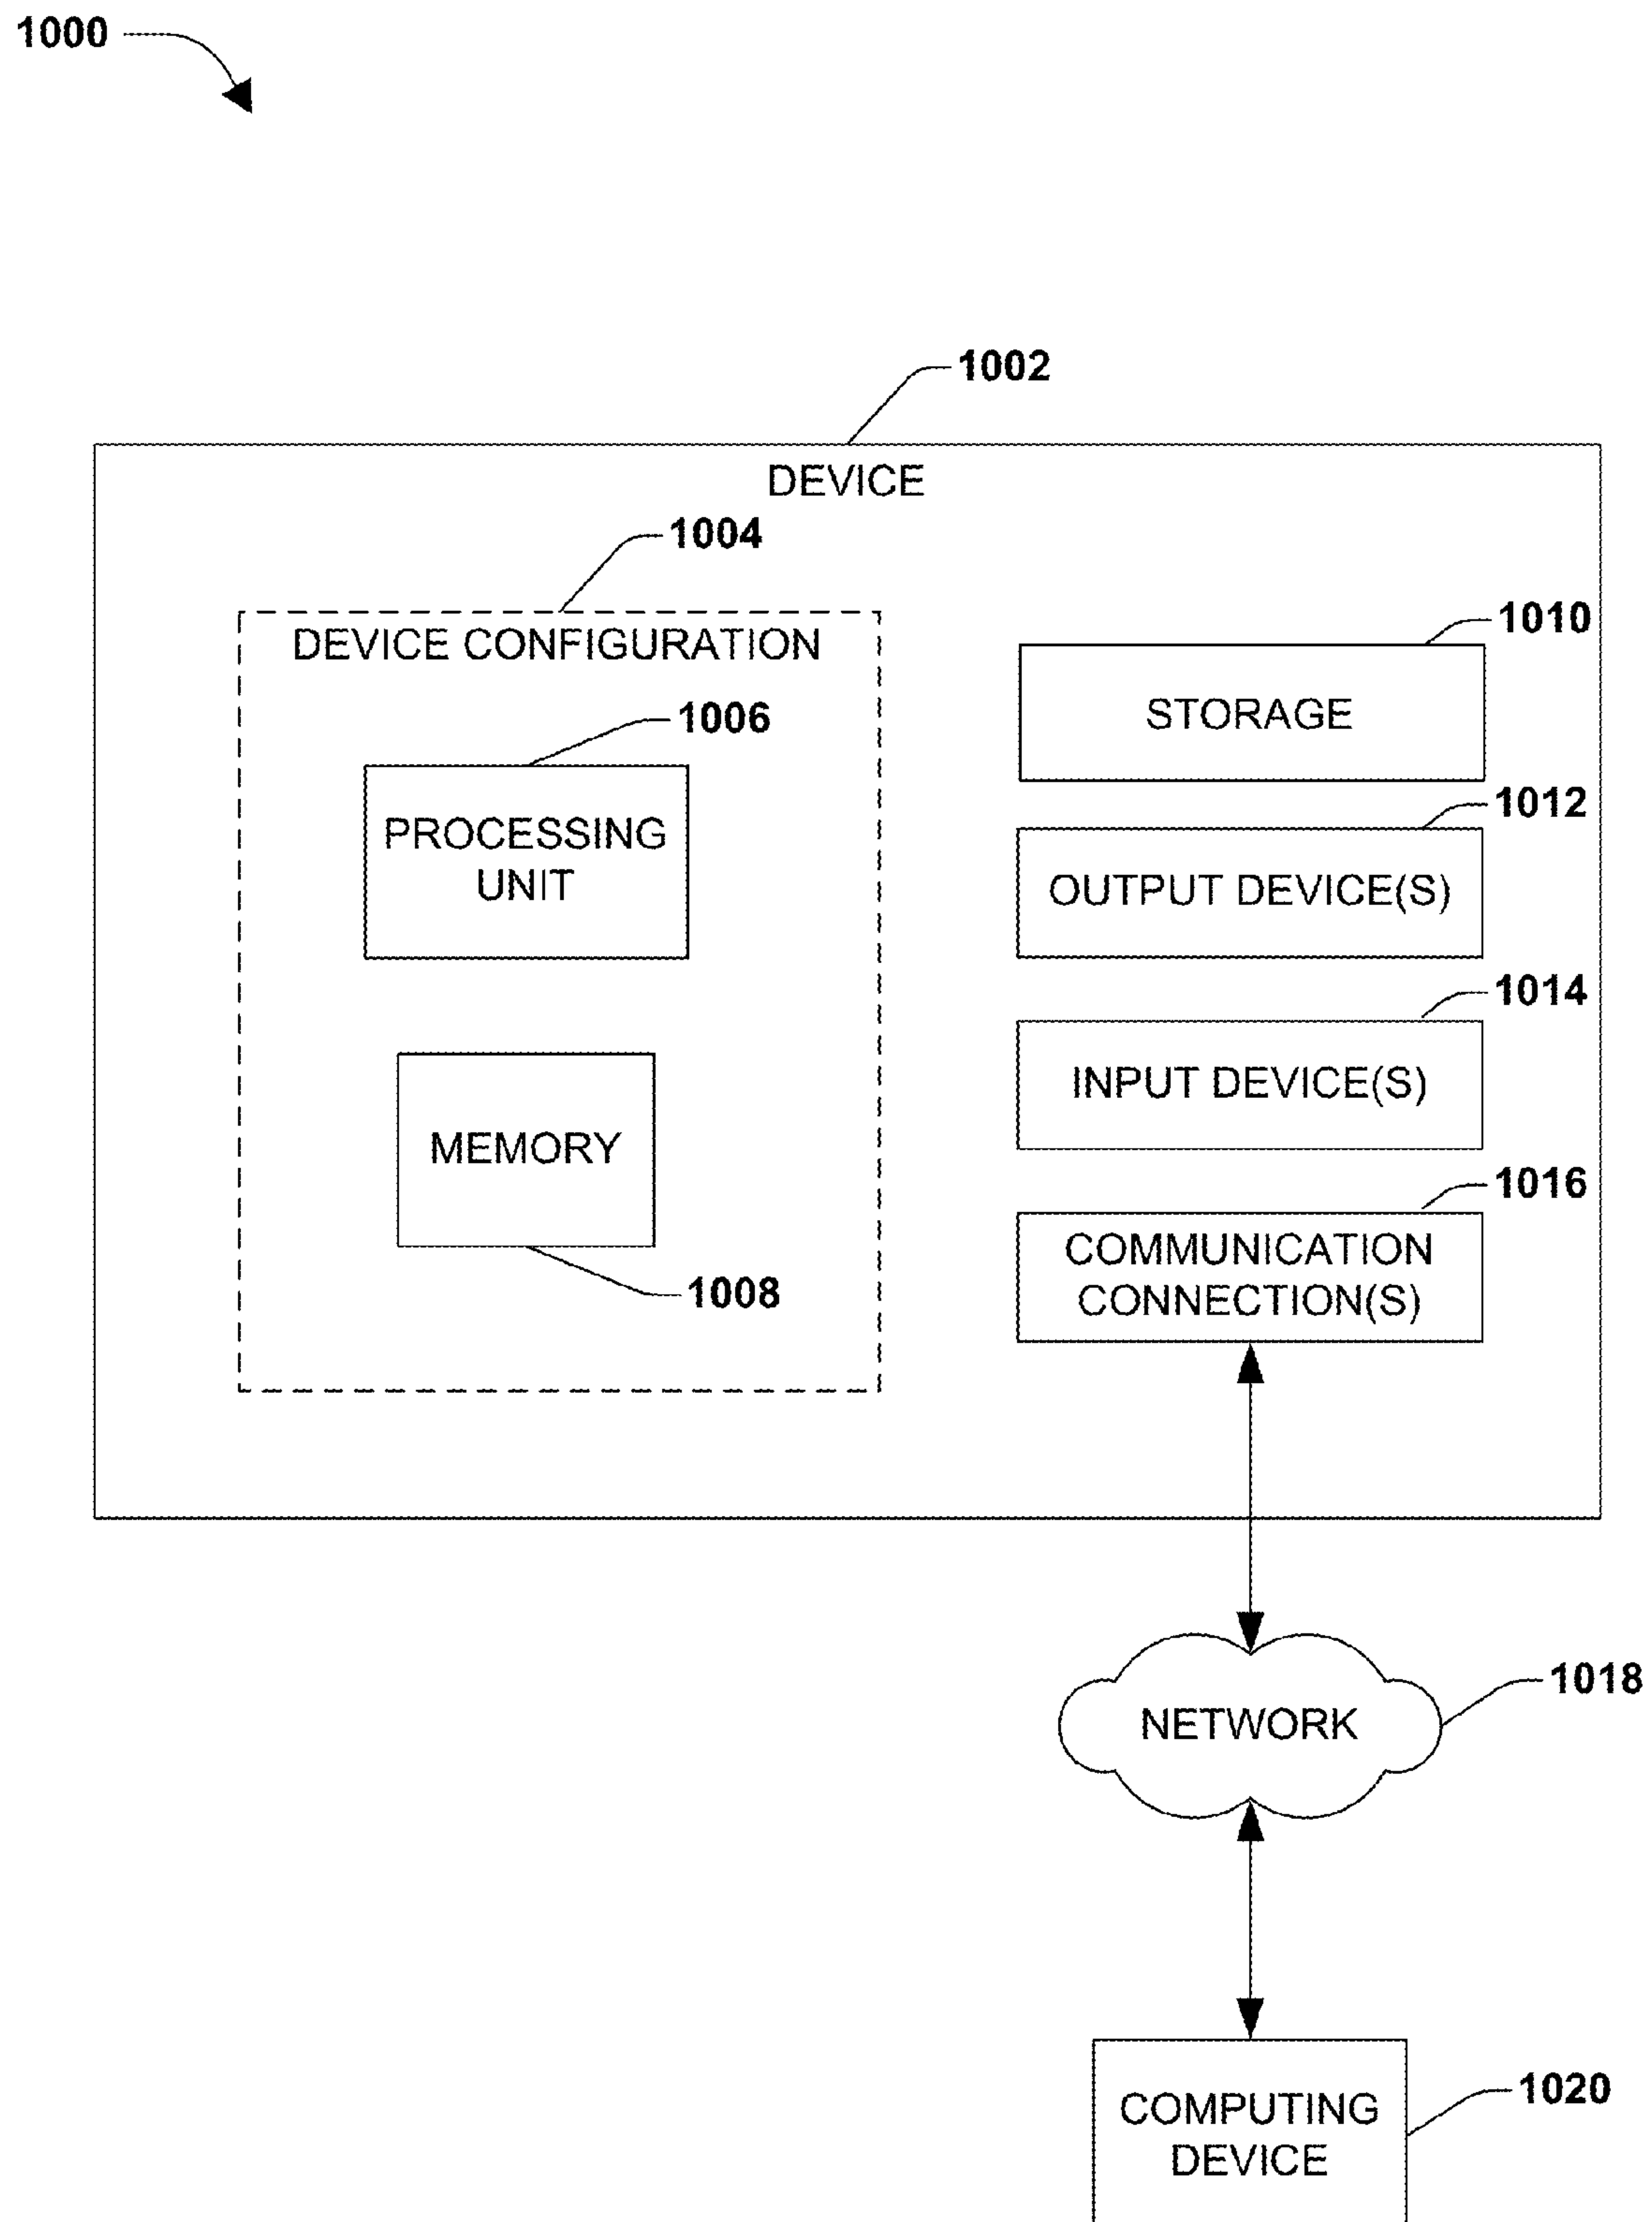 1000
1002
DEVICE
1004
DEVICE CONFIGURATION
1006
PROCESSING
UNIT
MEMORY
1008
1010
STORAGE
1012
OUTPUT DEVICE(S)
1014
INPUT DEVICE(S)
1016
COMMUNICATION
CONNECTION(S)
1018
NETWORK
1020
COMPUTING
DEVICE